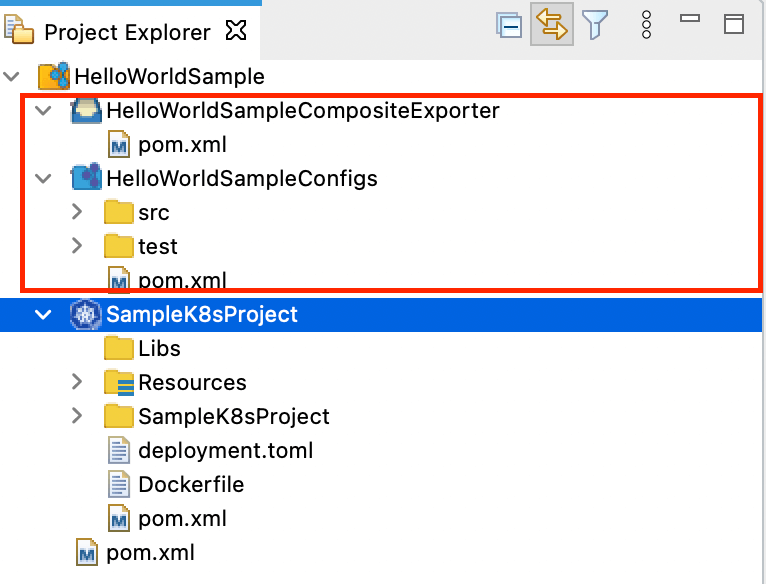 Project Explorer
HelloWorldSample
HelloWorldSampleCompositeExporter
pom.xml
HelloWorldSampleConfigs
src
test
pom.xml
SampleK8sProject
Libs
Resources
SampleK8sProject
deployment.toml
Dockerfile
pom.xml
pom.xml